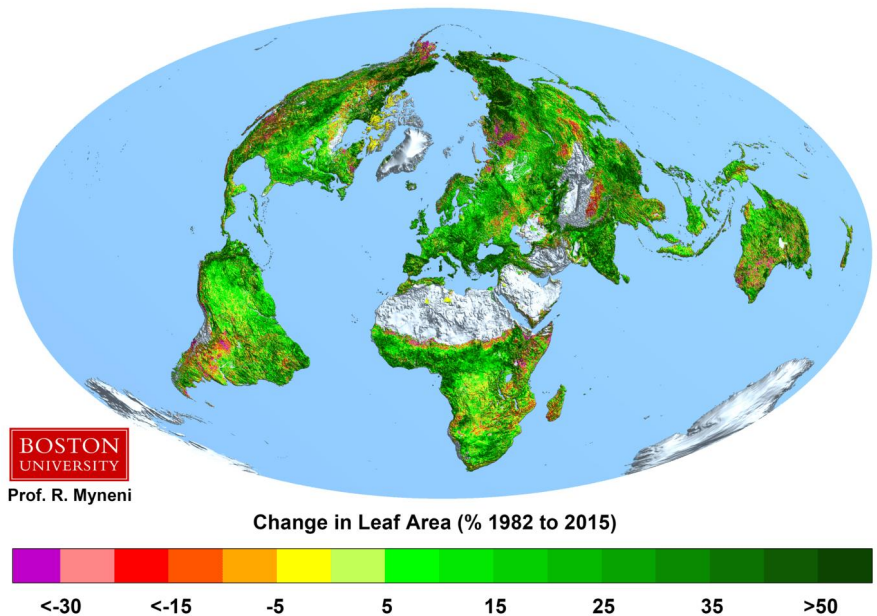 BOSTON
UNIVERSITY
Prof. R. Myneni
Change in Leaf Area (% 1982 to 2015)
<-30 <-15 -5 5 15 25 35 >50